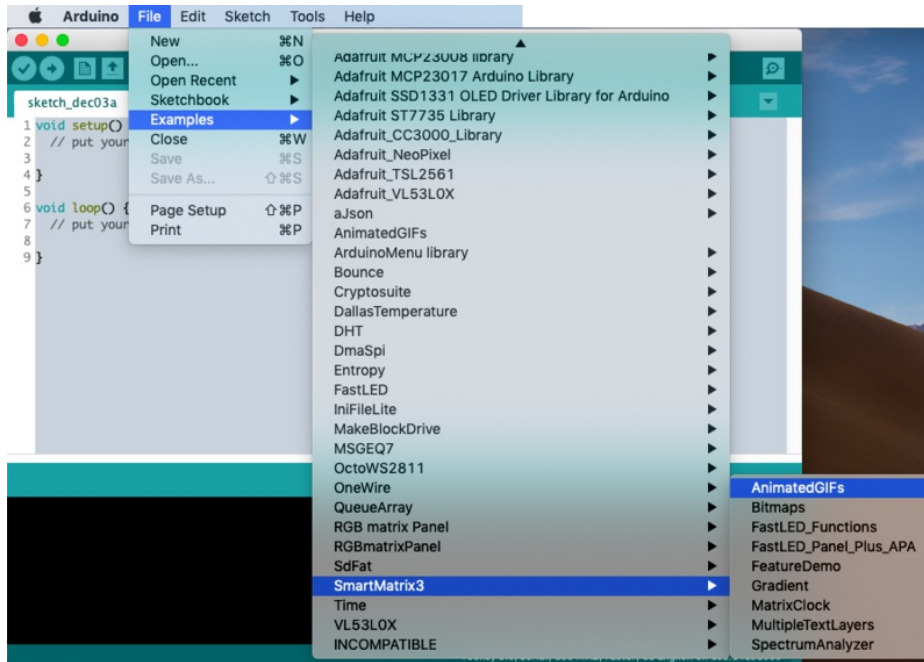 Arduino File Edit Sketch Tools Help
New ⌘N
Open... ⌘O
Open Recent
Sketchbook
Examples
Close ⌘W
Save ⌘S
Save As... ⇧⌘S
Page Setup ⇧⌘P
Print ⌘P
sketch_dec03a
1 void setup()
2 // put your
3
4 }
5
6 void loop() {
7 // put your
8
9 }
Adafruit MCP23008 library
Adafruit MCP23017 Arduino Library
Adafruit SSD1331 OLED Driver Library for Arduino
Adafruit ST7735 Library
Adafruit_CC3000_Library
Adafruit_NeoPixel
Adafruit_TSL2561
Adafruit_VL53L0X
aJson
AnimatedGIFs
ArduinoMenu library
Bounce
Cryptosuite
DallasTemperature
DHT
DmaSpi
Entropy
FastLED
IniFileLite
MakeBlockDrive
MSGEQ7
OctoWS2811
OneWire
QueueArray
RGB matrix Panel
RGBmatrixPanel
SdFat
SmartMatrix3
Time
VL53L0X
INCOMPATIBLE
AnimatedGIFs
Bitmaps
FastLED_Functions
FastLED_Panel_Plus_APA
FeatureDemo
Gradient
MatrixClock
MultipleTextLayers
SpectrumAnalyzer